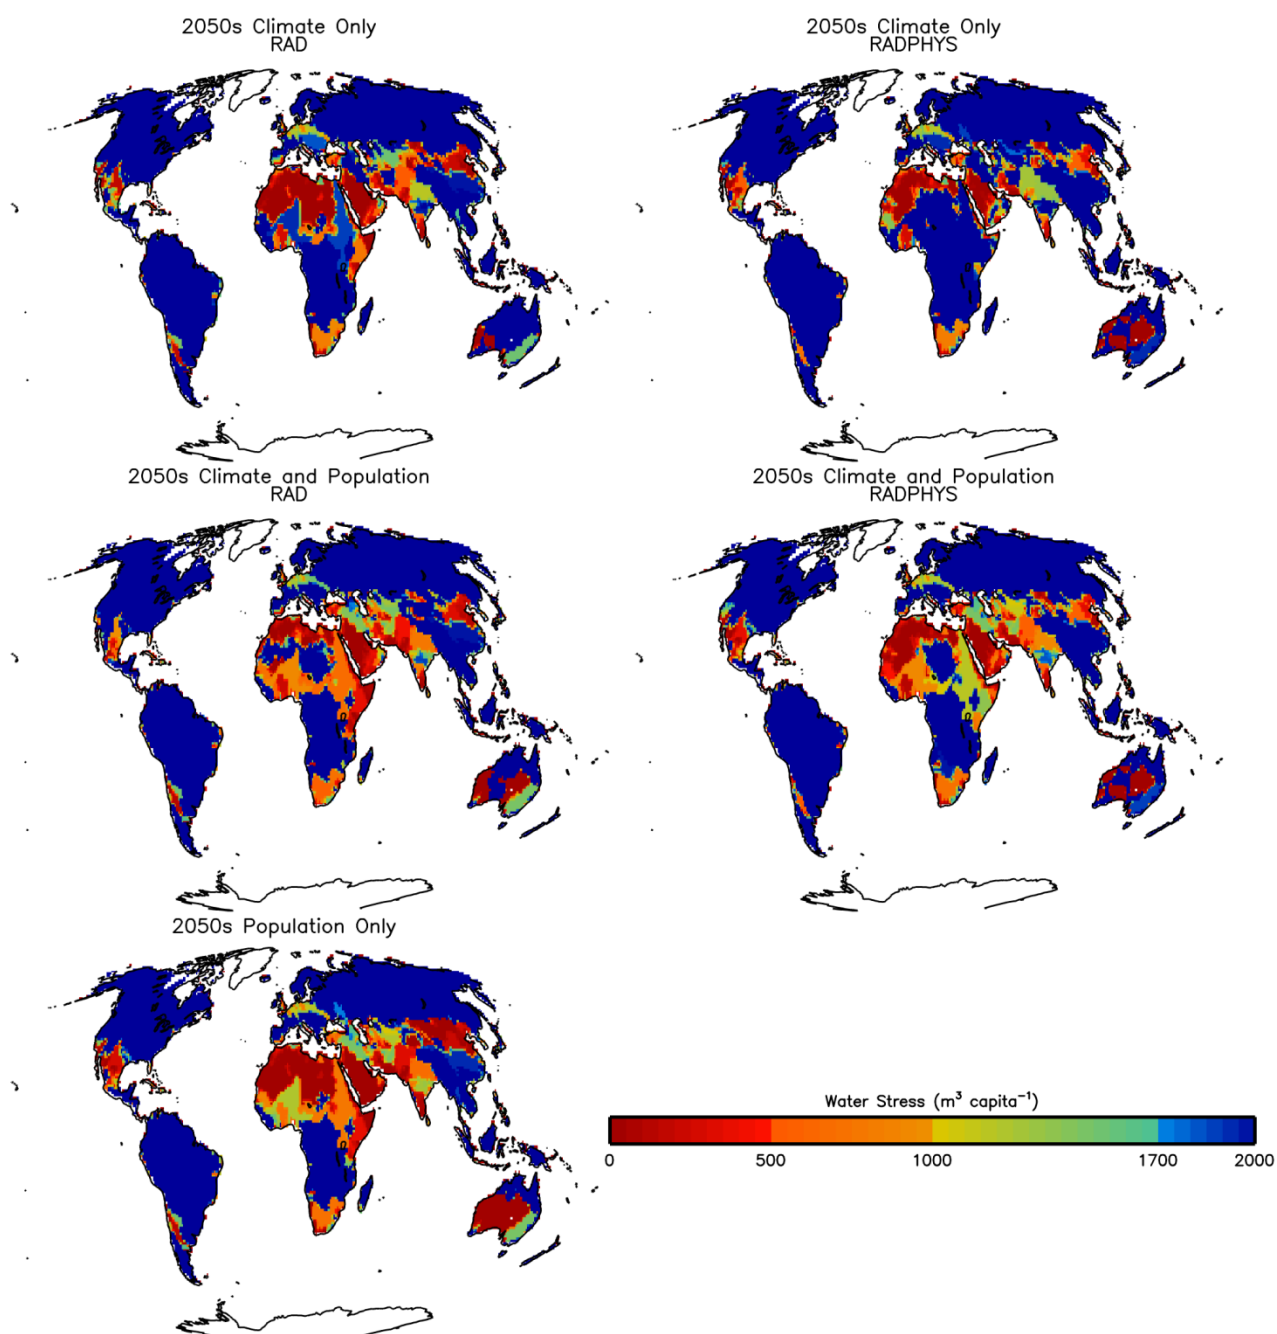 2050s Climate Only
RAD
2050s Climate Only
RADPHYS
2050s Climate and Population
RAD
2050s Climate and Population
RADPHYS
2050s Population Only
Water Stress (m³ capita⁻¹)
0 500 1000 1700 2000